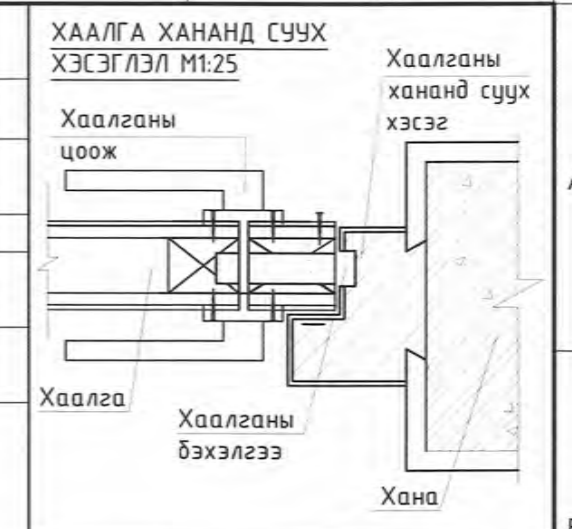 ХААЛГА ХАНАНД СУУХ
ХЭСЭГЛЭЛ М1:25
Хаалганы
хананд суух
хэсэг
Хаалганы
цоож
Хаалга
Хаалганы
бэхэлгээ
Хана